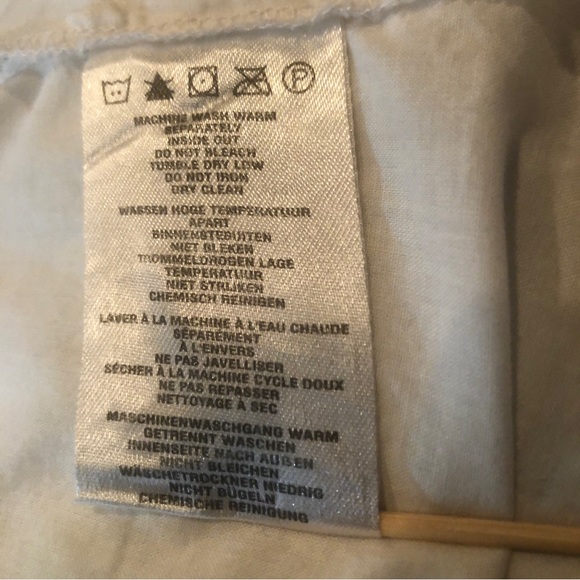 P
MACHINE WASH WARM
SEPARATELY
INSIDE OUT
DO NOT BLEACH
TUMBLE DRY LOW
DO NOT IRON
DRY CLEAN
WASSEN HOGE TEMPERATUUR
APART
BINNENSTEBUITEN
NIET BLEKEN
TROMMELDROGEN LAGE
TEMPERATUUR
NIET STRIJKEN
CHEMISCH REINIGEN
LAVER À LA MACHINE À L'EAU CHAUDE
SÉPARÉMENT
À L'ENVERS
NE PAS JAVELLISER
SÉCHER À LA MACHINE CYCLE DOUX
NE PAS REPASSER
NETTOYAGE À SEC
MASCHINENWASCHGANG WARM
GETRENNT WASCHEN
INNENSEITE NACH AUßEN
NICHT BLEICHEN
WÄSCHETROCKNER NIEDRIG
NICHT BÜGELN
CHEMISCHE REINIGUNG